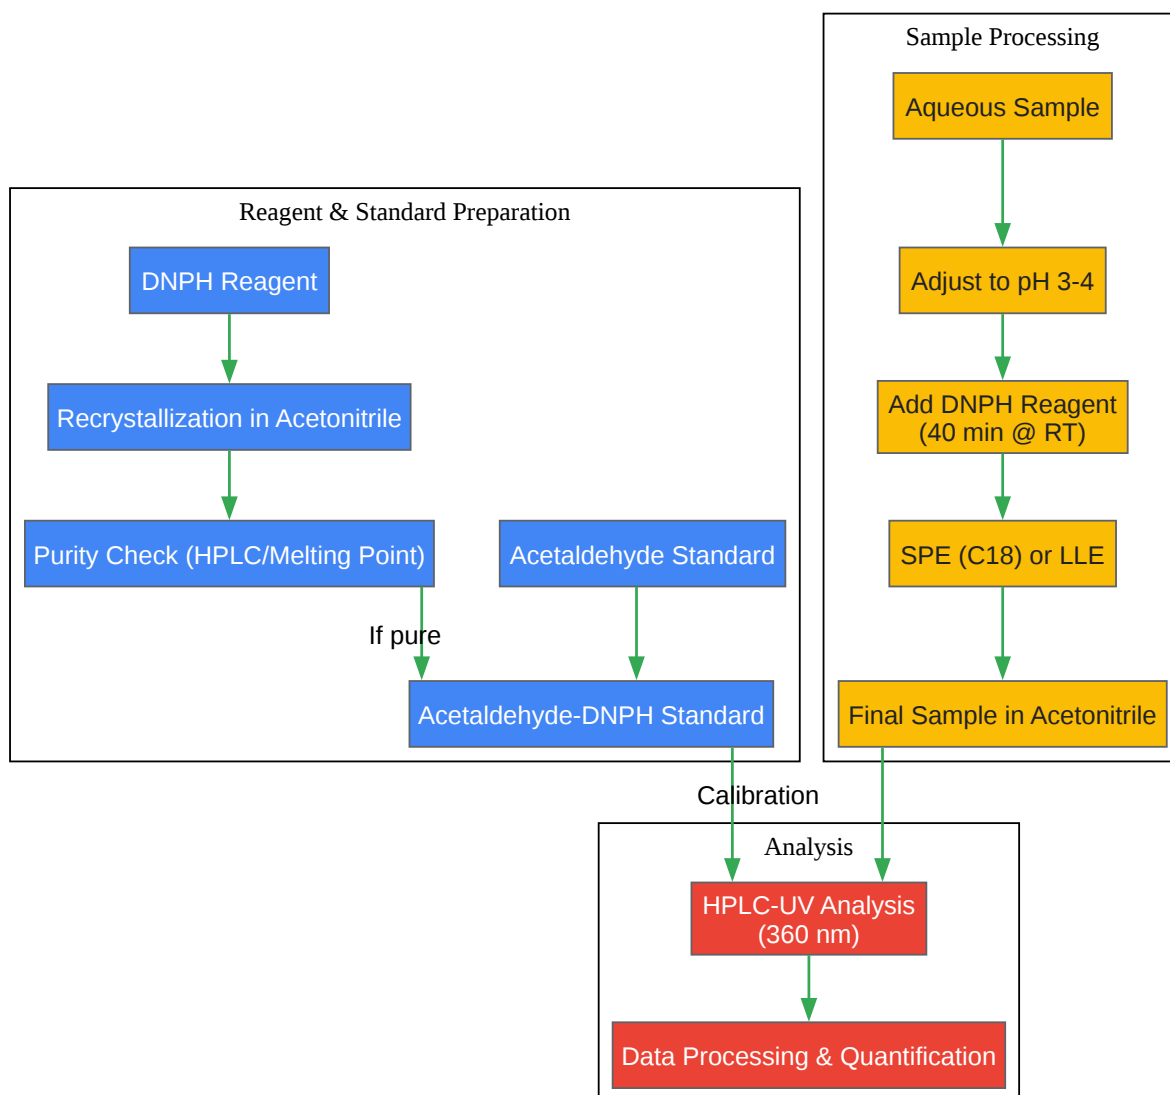 Sample Processing
Aqueous Sample
Adjust to pH 3-4
Add DNPH Reagent
(40 min @ RT)
SPE (C18) or LLE
Final Sample in Acetonitrile
Reagent & Standard Preparation
DNPH Reagent
Recrystallization in Acetonitrile
Purity Check (HPLC/Melting Point)
Acetaldehyde Standard
If pure
Acetaldehyde-DNPH Standard
Calibration
Analysis
HPLC-UV Analysis
(360 nm)
Data Processing & Quantification